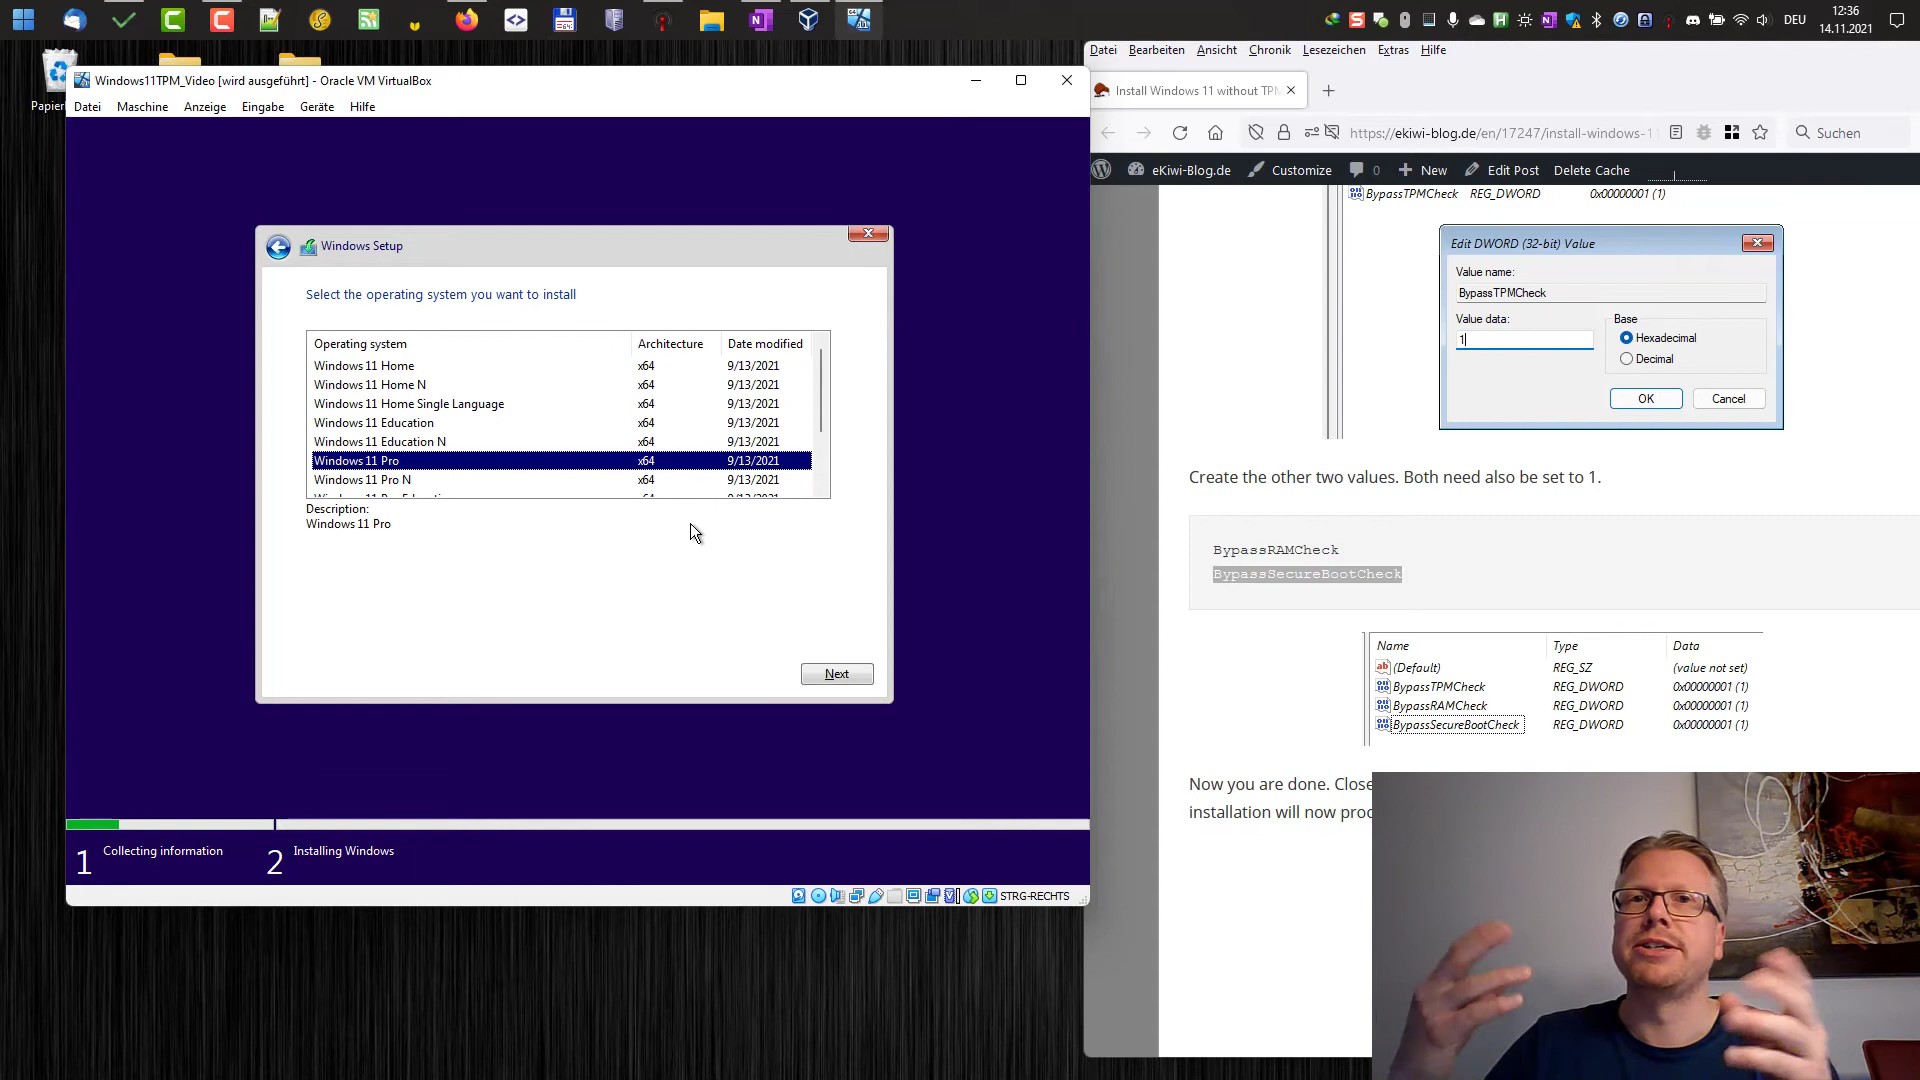 DEU
12:36
14.11.2021
Windows11TPM_Video [wird ausgeführt] - Oracle VM VirtualBox
Datei Maschine Anzeige Eingabe Geräte Hilfe
Windows Setup
Select the operating system you want to install
Operating system Architecture Date modified
Windows 11 Home x64 9/13/2021
Windows 11 Home N x64 9/13/2021
Windows 11 Home Single Language x64 9/13/2021
Windows 11 Education x64 9/13/2021
Windows 11 Education N x64 9/13/2021
Windows 11 Pro x64 9/13/2021
Windows 11 Pro N x64 9/13/2021
Description:
Windows 11 Pro
Next
1 Collecting information
2 Installing Windows
STRG-RECHTS
Datei Bearbeiten Ansicht Chronik Lesezeichen Extras Hilfe
Install Windows 11 without TPM
https://ekiwi-blog.de/en/17247/install-windows-1
Suchen
eKiwi-Blog.de Customize 0 New Edit Post Delete Cache
BypassTPMCheck REG_DWORD 0x00000001 (1)
Edit DWORD (32-bit) Value
Value name:
BypassTPMCheck
Value data:
1
Base
Hexadecimal
Decimal
OK Cancel
Create the other two values. Both need also be set to 1.
BypassRAMCheck
BypassSecureBootCheck
Name Type Data
(Default) REG_SZ (value not set)
BypassTPMCheck REG_DWORD 0x00000001 (1)
BypassRAMCheck REG_DWORD 0x00000001 (1)
BypassSecureBootCheck REG_DWORD 0x00000001 (1)
Now you are done. Close
installation will now proc